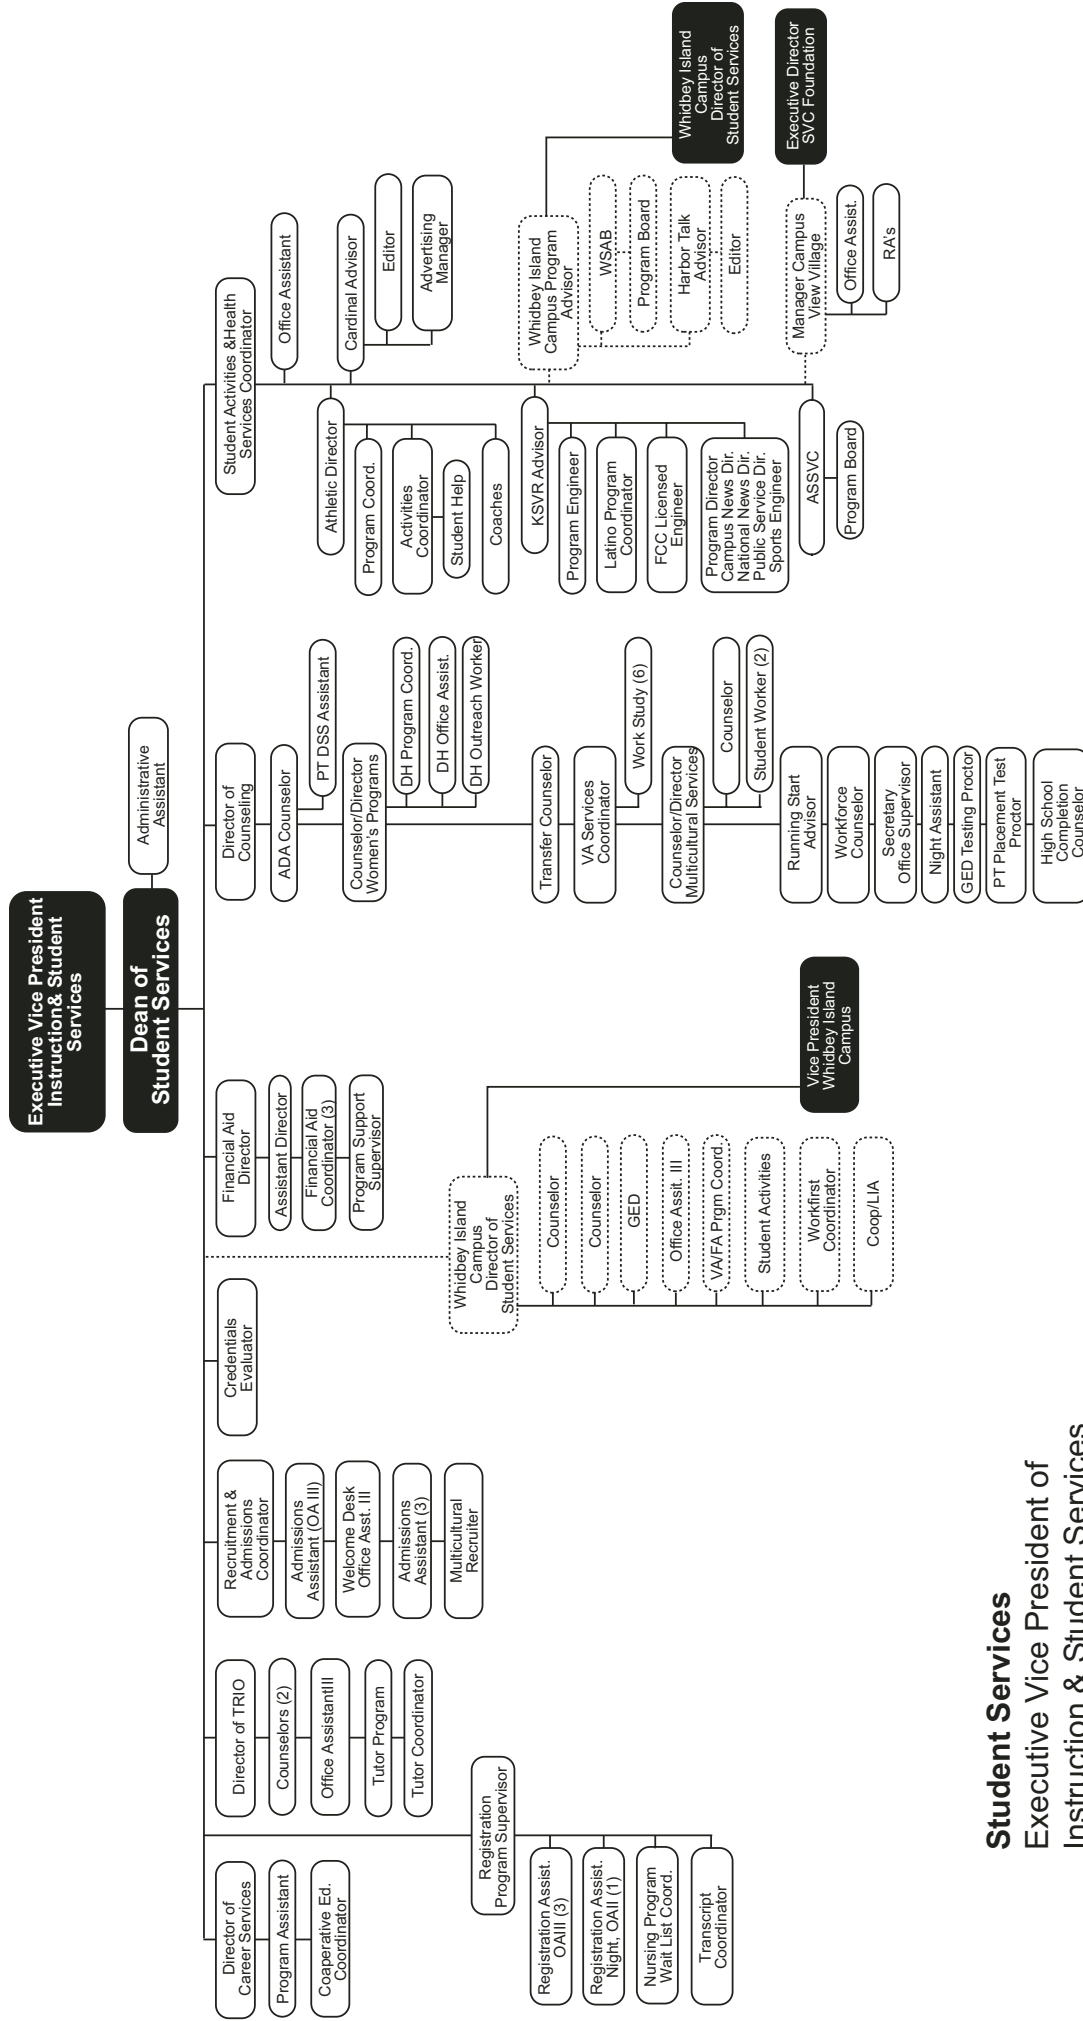 Executive Vice President
Instruction& Student
Services
Dean of
Student Services
Administrative
Assistant
Director of
Career Services
Program Assistant
Coaperative Ed.
Coordinator
Registration
Program Supervisor
Registration Assist.
OAIII (3)
Registration Assist.
Night, OAII (1)
Nursing Program
Wait List Coord.
Transcript
Coordinator
Director of TRIO
Counselors (2)
Office AssistantIII
Tutor Program
Tutor Coordinator
Recruitment &
Admissions
Coordinator
Admissions
Assistant (OA III)
Welcome Desk
Office Asst. III
Admissions
Assistant (3)
Multicultural
Recruiter
Credentials
Evaluator
Whidbey Island
Campus
Director of
Student Services
Counselor
Counselor
GED
Office Assit. III
VA/FA Prgm Coord.
Student Activities
Workfirst
Coordinator
Coop/LIA
Vice President
Whidbey Island
Campus
Financial Aid
Director
Assistant Director
Financial Aid
Coordinator (3)
Program Support
Supervisor
Director of
Counseling
ADA Counselor
PT DSS Assistant
Counselor/Director
Women's Programs
DH Program Coord.
DH Office Assist.
DH Outreach Worker
Transfer Counselor
VA Services
Coordinator
Work Study (6)
Counselor/Director
Multicultural Services
Counselor
Student Worker (2)
Running Start
Advisor
Workforce
Counselor
Secretary
Office Supervisor
Night Assistant
GED Testing Proctor
PT Placement Test
Proctor
High School
Completion
Counselor
Student Activities &Health
Services Coordinator
Office Assistant
Athletic Director
Program Coord.
Activities
Coordinator
Student Help
Coaches
Cardinal Advisor
Editor
Advertising
Manager
KSVR Advisor
Program Engineer
Latino Program
Coordinator
FCC Licensed
Engineer
Program Director
Campus News Dir.
National News Dir.
Public Service Dir.
Sports Engineer
Whidbey Island
Campus Program
Advisor
WSAB
Program Board
Harbor Talk
Advisor
Editor
Whidbey Island
Campus
Director of
Student Services
ASSVC
Program Board
Manager Campus
View Village
Office Assist.
RA's
Executive Director
SVC Foundation
Student Services
Executive Vice President of
Instruction & Student Services